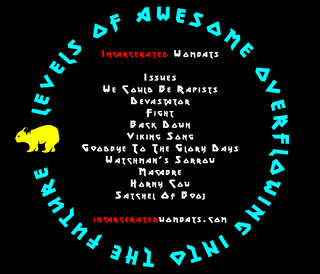 LEVELS OF AWESOME OVERFLOWING INTO THE FUTURE
Incarcerated Wombats
Issues
We Could Be Rapists
Devastator
Fight
Back Down
Viking Song
Goodbye To The Glory Days
Watchman's Sorrow
Macabre
Horny Cow
Satchel Of Booj
incarceratedwombats.com